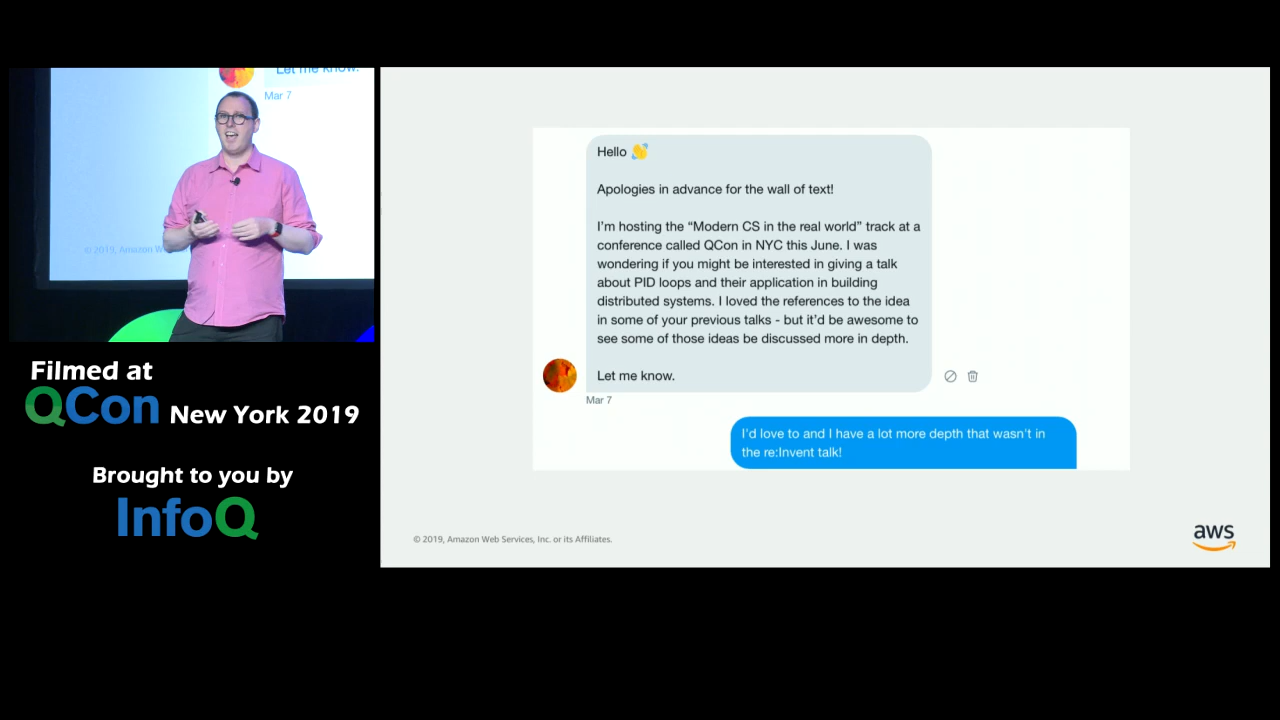 Let me know.
Mar 7
© 2019, Amazon We
Filmed at
QCon New York 2019
Brought to you by
InfoQ
Hello 👋
Apologies in advance for the wall of text!
I'm hosting the “Modern CS in the real world” track at a
conference called QCon in NYC this June. I was
wondering if you might be interested in giving a talk
about PID loops and their application in building
distributed systems. I loved the references to the idea
in some of your previous talks - but it'd be awesome to
see some of those ideas be discussed more in depth.
Let me know.
Mar 7
I'd love to and I have a lot more depth that wasn't in
the re:Invent talk!
© 2019, Amazon Web Services, Inc. or its Affiliates.
aws